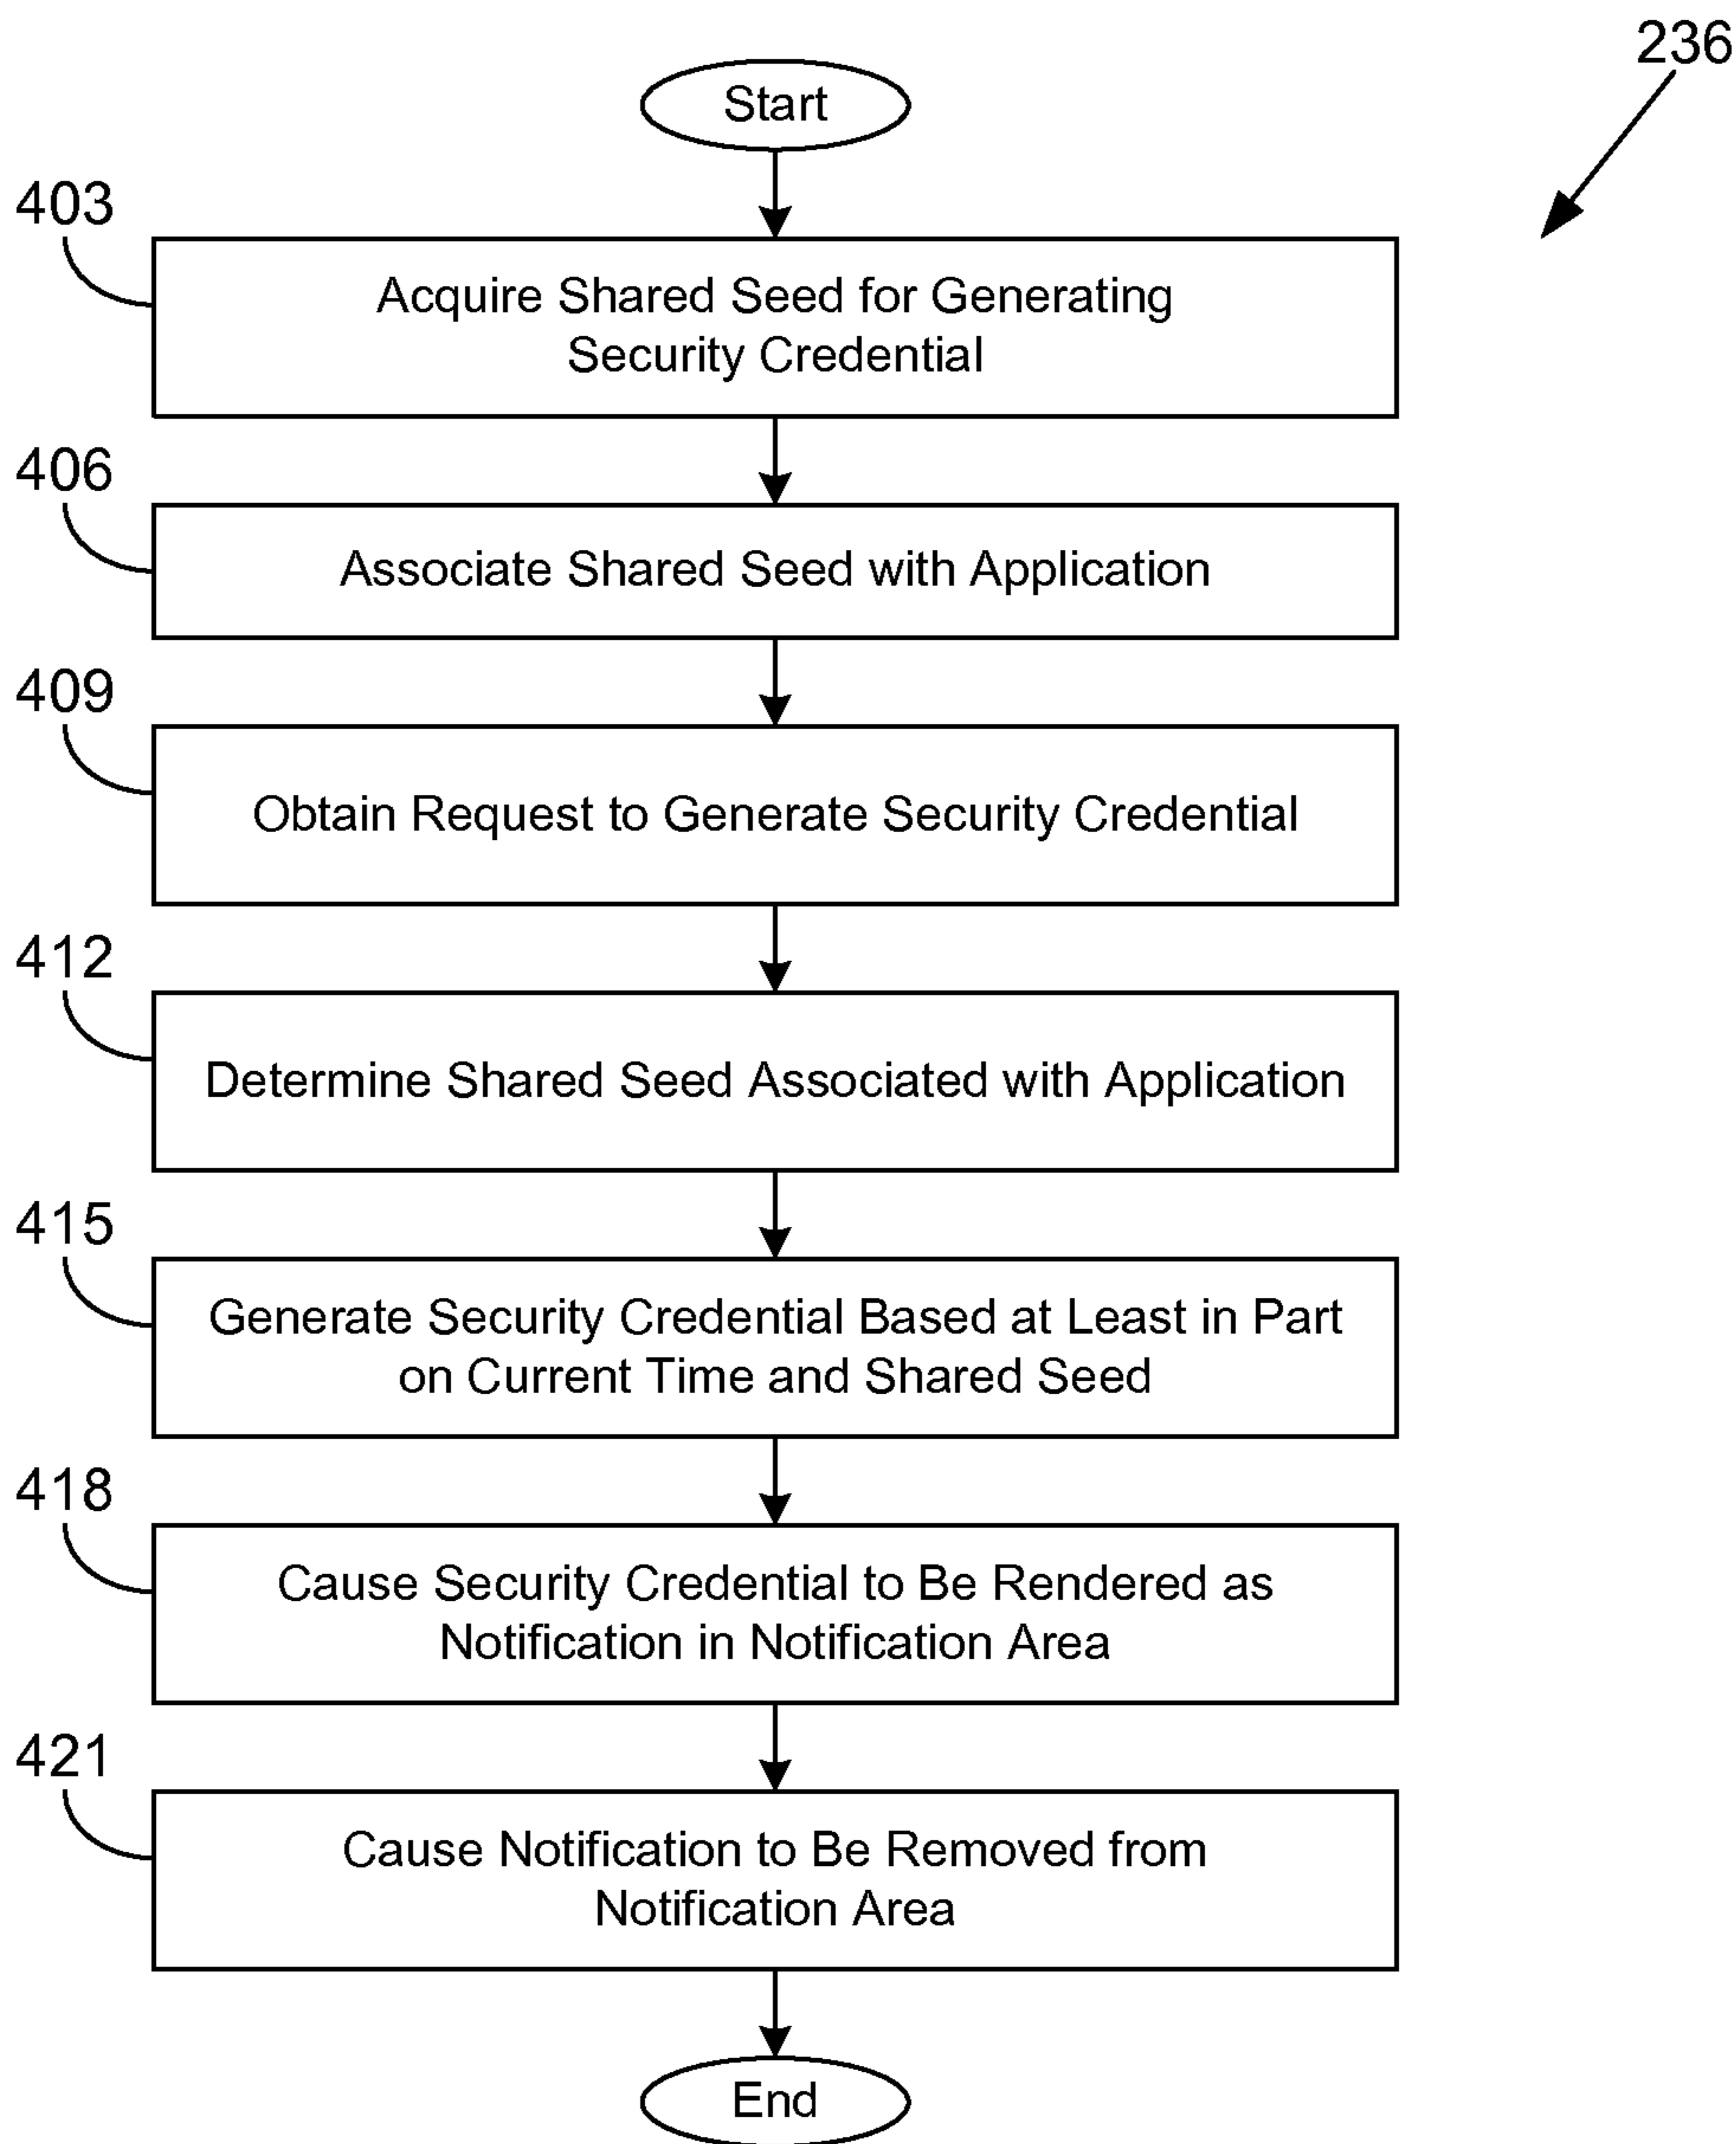 236
Start
403
Acquire Shared Seed for Generating
Security Credential
406
Associate Shared Seed with Application
409
Obtain Request to Generate Security Credential
412
Determine Shared Seed Associated with Application
415
Generate Security Credential Based at Least in Part
on Current Time and Shared Seed
418
Cause Security Credential to Be Rendered as
Notification in Notification Area
421
Cause Notification to Be Removed from
Notification Area
End